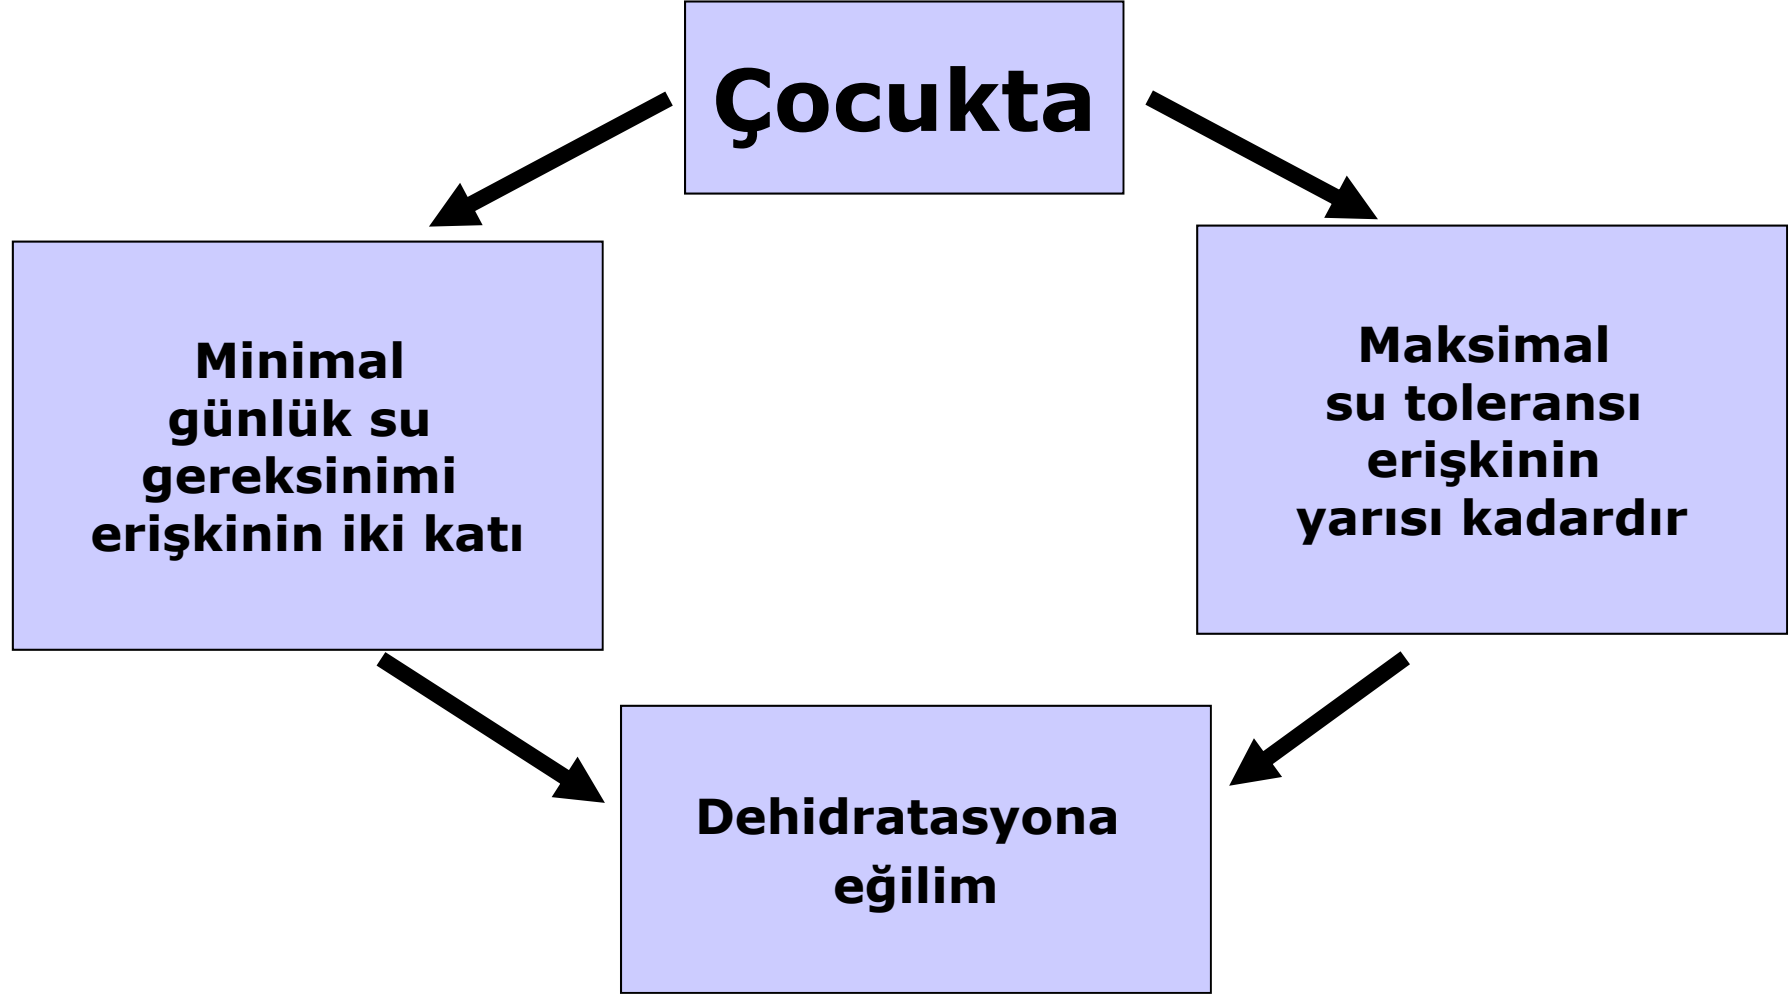 Çocukta
Minimal
günlük su
gereksinimi
erişkinin iki katı
Maksimal
su toleransı
erişkinin
yarısı kadardır
Dehidratasyona
eğilim